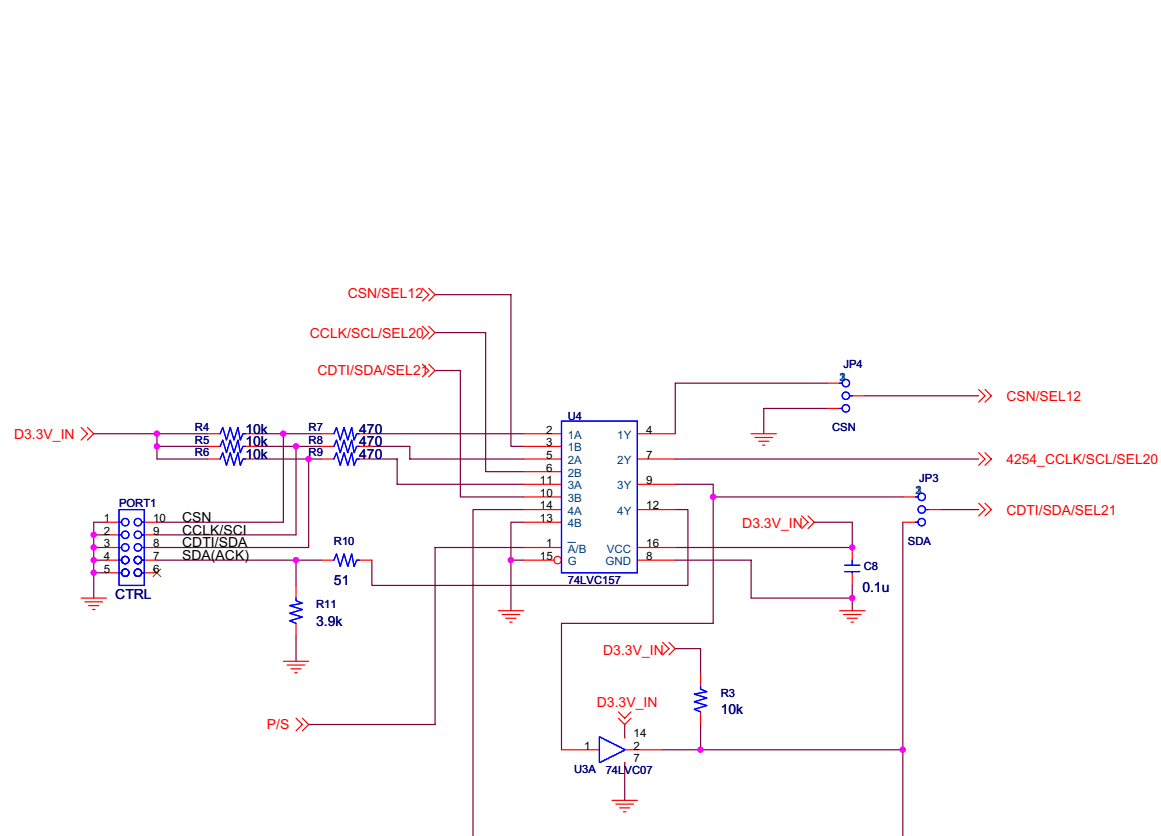 CSN/SEL12
CCLK/SCL/SEL20
CDTI/SDA/SEL21
JP4
CSN/SEL12
CSN
U4
D3.3V_IN
R4 10k R7 470
R5 10k R8 470
R6 10k R9 470
2 1A 1Y 4
3 1B
5 2A 2Y 7
6 2B
11 3A 3Y 9
10 3B
14 4A 4Y 12
13 4B
1 A/B VCC 16
15 G GND 8
74LVC157
4254_CCLK/SCL/SEL20
JP3
CDTI/SDA/SEL21
SDA
D3.3V_IN
C8
0.1u
PORT1
1 10 CSN
2 9 CCLK/SCl
3 8 CDTI/SDA
4 7 SDA(ACK)
5 6
CTRL
R10
51
R11
3.9k
D3.3V_IN
R3
10k
D3.3V_IN
P/S
14
1 2
7
U3A 74LVC07